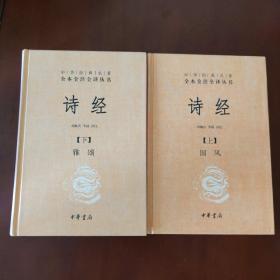 中华经典名著
全本全注全译丛书
诗经
【下】
雅颂
中華書局
中华经典名著
全本全注全译丛书
诗经
【上】
国风
中華書局